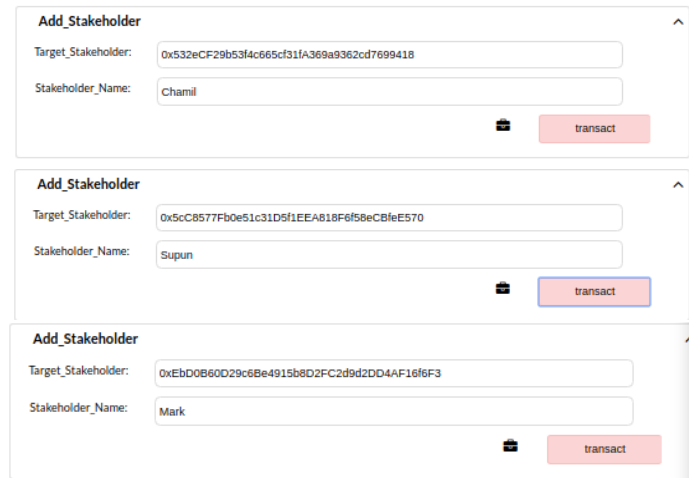 Add_Stakeholder
Target_Stakeholder: 0x532eCF29b53f4c665cf31fA369a9362cd7699418
Stakeholder_Name: Chamil
transact
Add_Stakeholder
Target_Stakeholder: 0x5cC8577Fb0e51c31D5f1EEA818F6f58eCBfeE570
Stakeholder_Name: Supun
transact
Add_Stakeholder
Target_Stakeholder: 0xEbD0B60D29c6Be4915b8D2FC2d9d2DD4AF16f6F3
Stakeholder_Name: Mark
transact